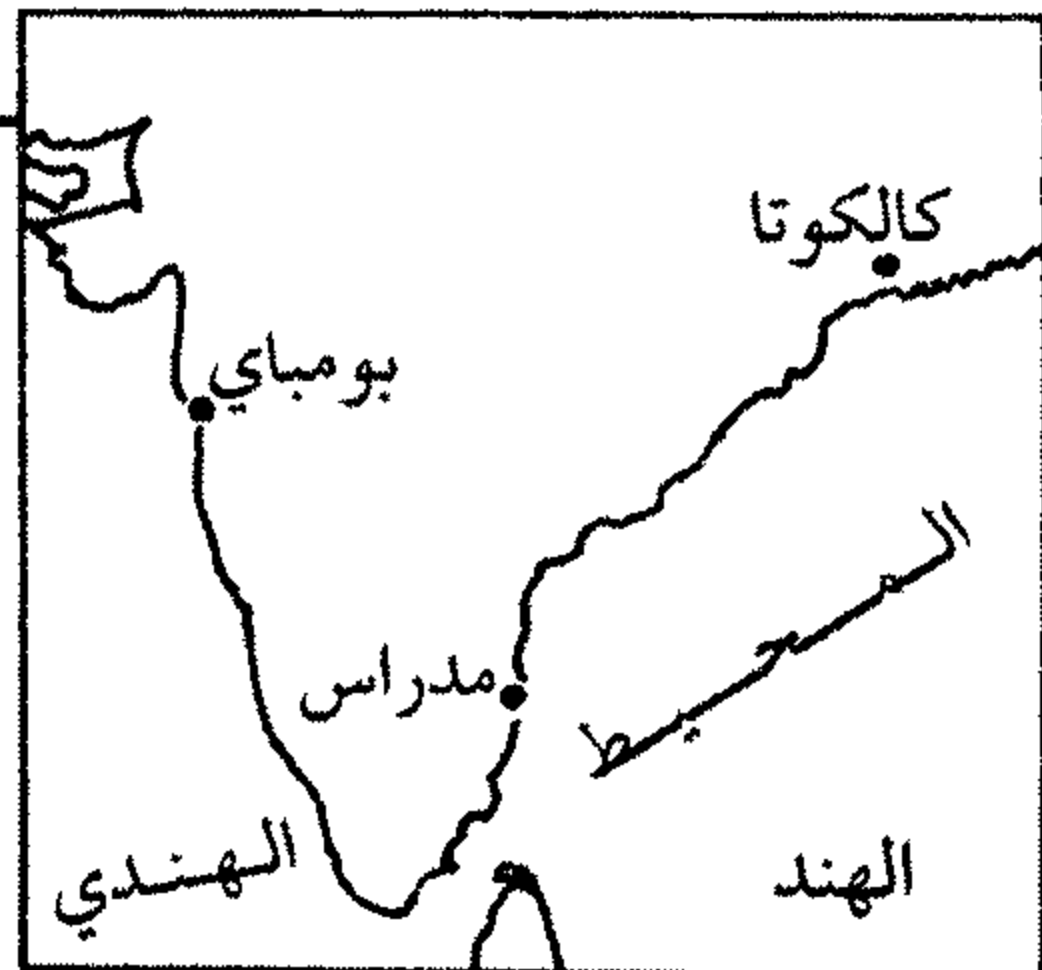 كالكوتا
بومباي
مدراس
المحيط
الهندي
الهند